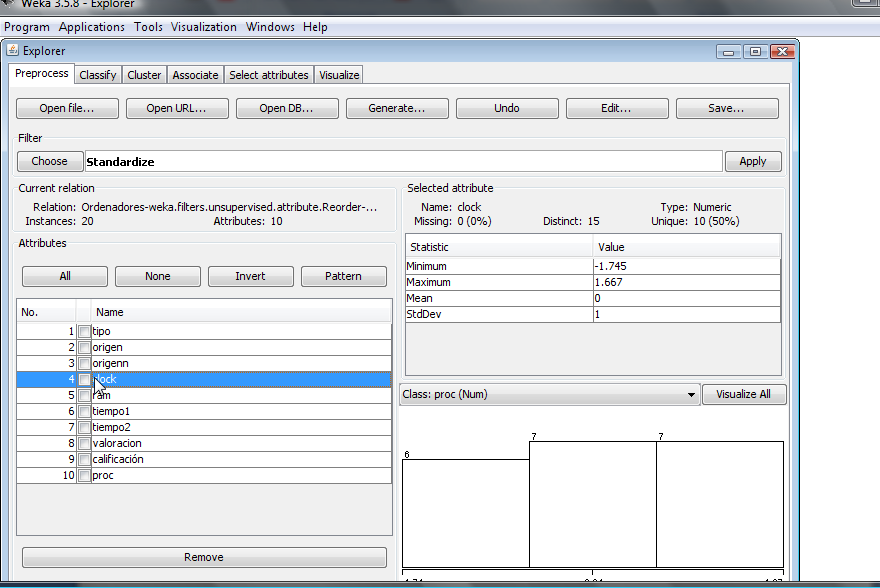 Weka 3.5.8 - Explorer
Program Applications Tools Visualization Windows Help
Explorer
Preprocess Classify Cluster Associate Select attributes Visualize
Open file... Open URL... Open DB... Generate... Undo Edit... Save...
Filter
Choose Standardize Apply
Current relation
Relation: Ordenadores-weka.filters.unsupervised.attribute.Reorder-...
Instances: 20 Attributes: 10
Selected attribute
Name: clock Type: Numeric
Missing: 0 (0%) Distinct: 15 Unique: 10 (50%)
Attributes
All None Invert Pattern
No. Name
1 tipo
2 origen
3 origenn
4 clock
5 ram
6 tiempo1
7 tiempo2
8 valoracion
9 calificación
10 proc
Remove
Statistic Value
Minimum -1.745
Maximum 1.667
Mean 0
StdDev 1
Class: proc (Num) Visualize All
6 7 7